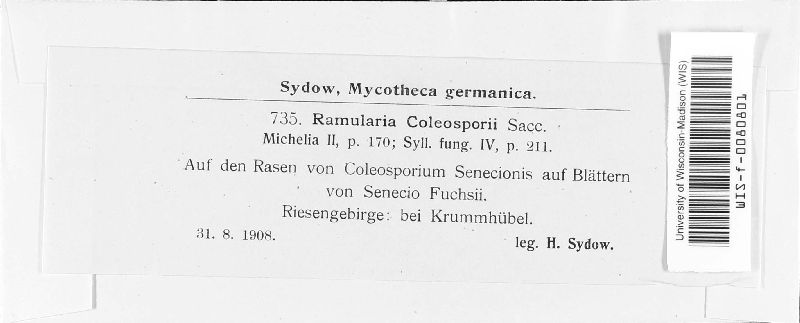 Sydow, Mycotheca germanica.
735. Ramularia Coleosporii Sacc.
Michelia II, p. 170; Syll. fung. IV, p. 211.
Auf den Rasen von Coleosporium Senecionis auf Blättern
von Senecio Fuchsii.
Riesengebirge: bei Krummhübel.
31. 8. 1908.
leg. H. Sydow.
University of Wisconsin-Madison (WIS)
WIS-f-0080801